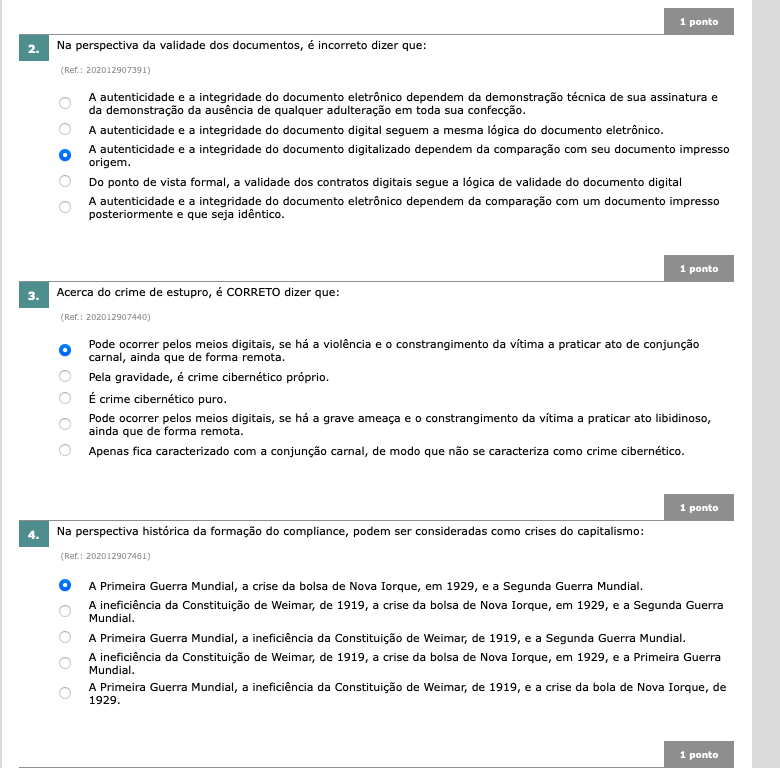 1 ponto
2.
Na perspectiva da validade dos documentos, é incorreto dizer que:
(Ref.: 202012907391)
A autenticidade e a integridade do documento eletrônico dependem da demonstração técnica de sua assinatura e
da demonstração da ausência de qualquer adulteração em toda sua confecção.
A autenticidade e a integridade do documento digital seguem a mesma lógica do documento eletrônico.
A autenticidade e a integridade do documento digitalizado dependem da comparação com seu documento impresso
origem.
Do ponto de vista formal, a validade dos contratos digitais segue a lógica de validade do documento digital
A autenticidade e a integridade do documento eletrônico dependem da comparação com um documento impresso
posteriormente e que seja idêntico.
1 ponto
3.
Acerca do crime de estupro, é CORRETO dizer que:
(Ref.: 202012907440)
Pode ocorrer pelos meios digitais, se há a violência e o constrangimento da vítima a praticar ato de conjunção
carnal, ainda que de forma remota.
Pela gravidade, é crime cibernético próprio.
É crime cibernético puro.
Pode ocorrer pelos meios digitais, se há a grave ameaça e o constrangimento da vítima a praticar ato libidinoso,
ainda que de forma remota.
Apenas fica caracterizado com a conjunção carnal, de modo que não se caracteriza como crime cibernético.
1 ponto
4.
Na perspectiva histórica da formação do compliance, podem ser consideradas como crises do capitalismo:
(Ref.: 202012907461)
A Primeira Guerra Mundial, a crise da bolsa de Nova Iorque, em 1929, e a Segunda Guerra Mundial.
A ineficiência da Constituição de Weimar, de 1919, a crise da bolsa de Nova Iorque, em 1929, e a Segunda Guerra
Mundial.
A Primeira Guerra Mundial, a ineficiência da Constituição de Weimar, de 1919, e a Segunda Guerra Mundial.
A ineficiência da Constituição de Weimar, de 1919, a crise da bolsa de Nova Iorque, em 1929, e a Primeira Guerra
Mundial.
A Primeira Guerra Mundial, a ineficiência da Constituição de Weimar, de 1919, e a crise da bola de Nova Iorque, de
1929.
1 ponto